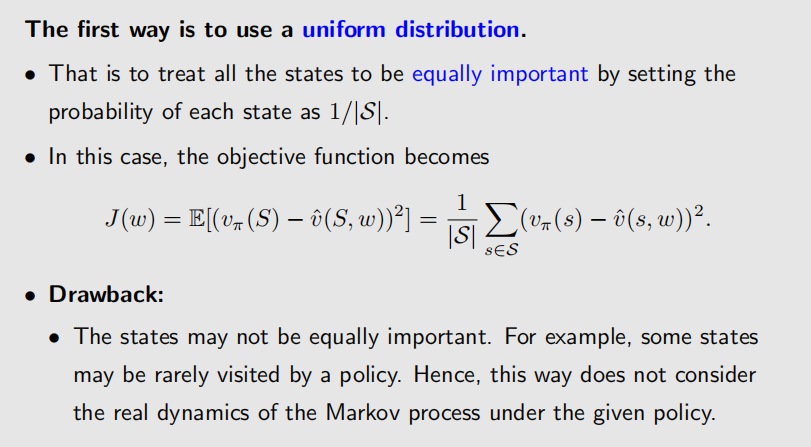 The first way is to use a uniform distribution.
• That is to treat all the states to be equally important by setting the
probability of each state as 1/|𝒮|.
• In this case, the objective function becomes
J(w) = 𝔼[(v_π(S) − v̂(S, w))²] = \frac{1}{|𝒮|} ∑_{s∈𝒮} (v_π(s) − v̂(s, w))².
• Drawback:
• The states may not be equally important. For example, some states
may be rarely visited by a policy. Hence, this way does not consider
the real dynamics of the Markov process under the given policy.